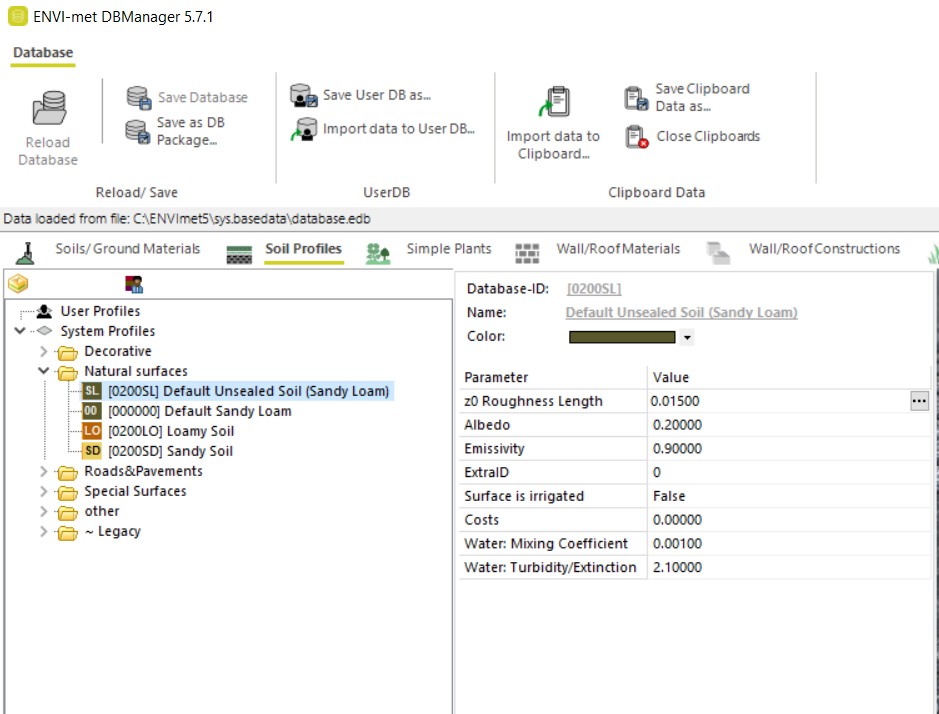 ENVI-met DBManager 5.7.1
Database
Reload Database
Save Database
Save as DB Package...
Reload/ Save
Save User DB as...
Import data to User DB...
UserDB
Import data to Clipboard...
Save Clipboard Data as...
Close Clipboards
Clipboard Data
Data loaded from file: C:\ENVImet5\sys.basedata\database.edb
Soils/Ground Materials
Soil Profiles
Simple Plants
Wall/Roof Materials
Wall/Roof Constructions
User Profiles
System Profiles
Decorative
Natural surfaces
SL [0200SL] Default Unsealed Soil (Sandy Loam)
00 [000000] Default Sandy Loam
LO [0200LO] Loamy Soil
SD [0200SD] Sandy Soil
Roads&Pavements
Special Surfaces
other
~ Legacy
Database-ID: [0200SL]
Name: Default Unsealed Soil (Sandy Loam)
Color:
Parameter Value
z0 Roughness Length 0.01500 ...
Albedo 0.20000
Emissivity 0.90000
ExtraID 0
Surface is irrigated False
Costs 0.00000
Water: Mixing Coefficient 0.00100
Water: Turbidity/Extinction 2.10000